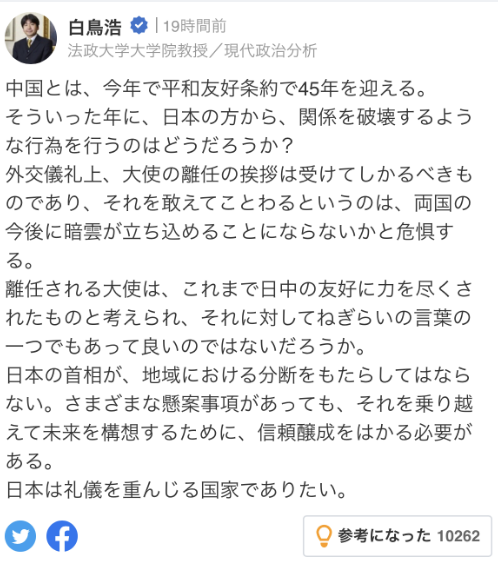 白鳥浩 | 19時間前
法政大学大学院教授／現代政治分析
中国とは、今年で平和友好条約で45年を迎える。
そういった年に、日本の方から、関係を破壊するよう
な行為を行うのはどうだろうか？
外交儀礼上、大使の離任の挨拶は受けてしかるべきも
のであり、それを敢えてことわるというのは、両国の
今後に暗雲が立ち込めることにならないかと危惧す
る。
離任される大使は、これまで日中の友好に力を尽くさ
れたものと考えられ、それに対してねぎらいの言葉の
一つでもあって良いのではないだろうか。
日本の首相が、地域における分断をもたらしてはなら
ない。さまざまな懸案事項があっても、それを乗り越
えて未来を構想するために、信頼醸成をはかる必要が
ある。
日本は礼儀を重んじる国家でありたい。
参考になった 10262